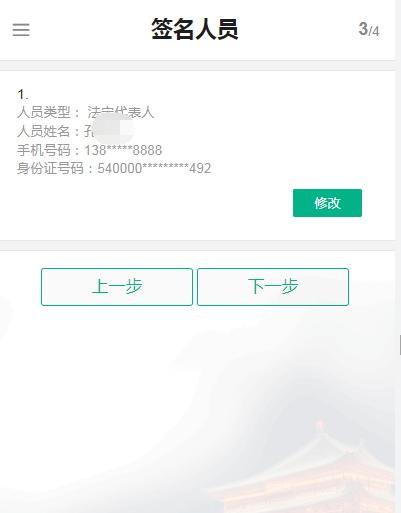 签名人员
3/4
1.
人员类型： 法定代表人
人员姓名：孔
手机号码：138*****8888
身份证号码：540000*********492
修改
上一步 下一步